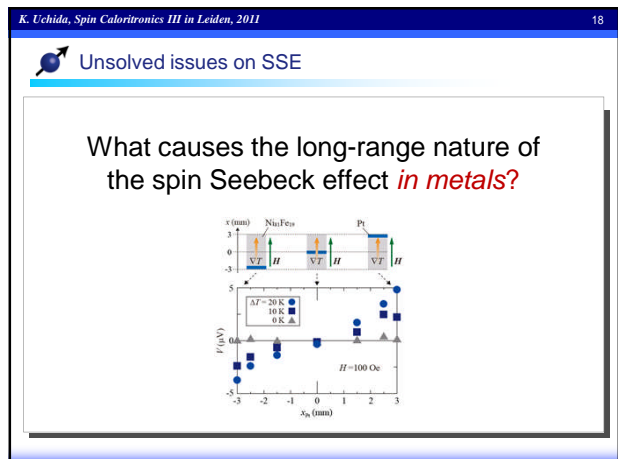 K. Uchida, Spin Caloritronics III in Leiden, 2011 18
Unsolved issues on SSE
What causes the long-range nature of
the spin Seebeck effect in metals?
x (mm) Ni₈₁Fe₁₉ Pt
3
0
-3
∇T H ∇T H ∇T H
5
ΔT = 20 K
10 K
0 K
V (μV)
0
H = 100 Oe
-5
-3 -2 -1 0 1 2 3
xPt (mm)